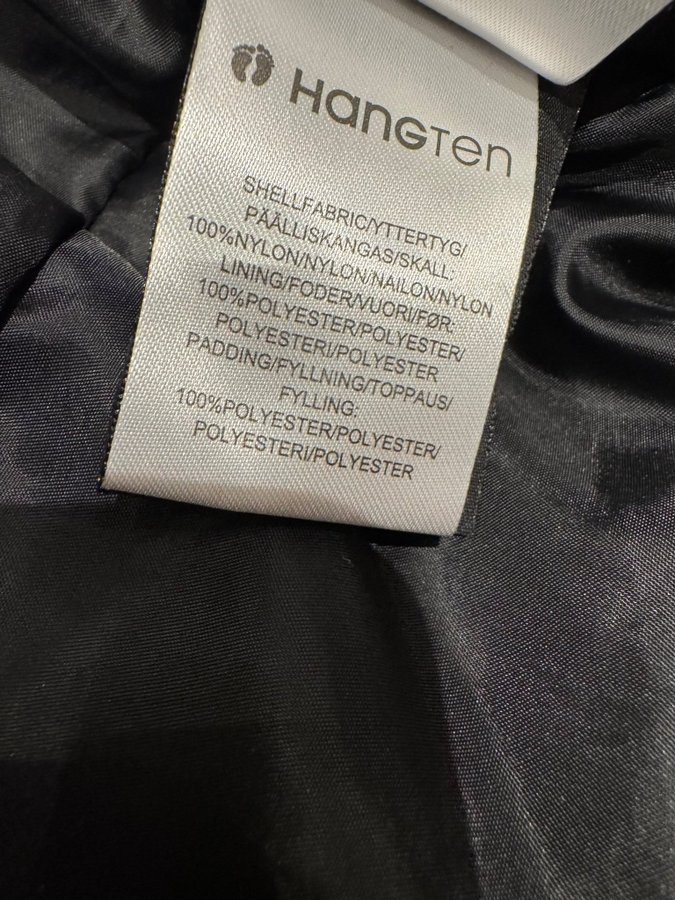 HangTen
SHELLFABRIC/YTTERTYG/
PÄÄLLISKANGAS/SKALL:
100%NYLON/NYLON/NAILON/NYLON
LINING/FODER/VUORI/FØR:
100%POLYESTER/POLYESTER/
POLYESTERI/POLYESTER
PADDING/FYLLNING/TOPPAUS/
FYLLING:
100%POLYESTER/POLYESTER/
POLYESTERI/POLYESTER